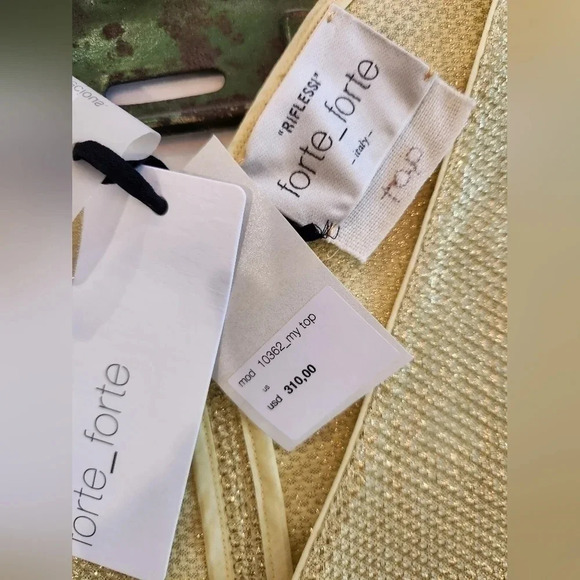 "RIFLESSI"
forte_forte
_ italy _
top
mod 10362_my top
us
usd 310,00
forte_forte